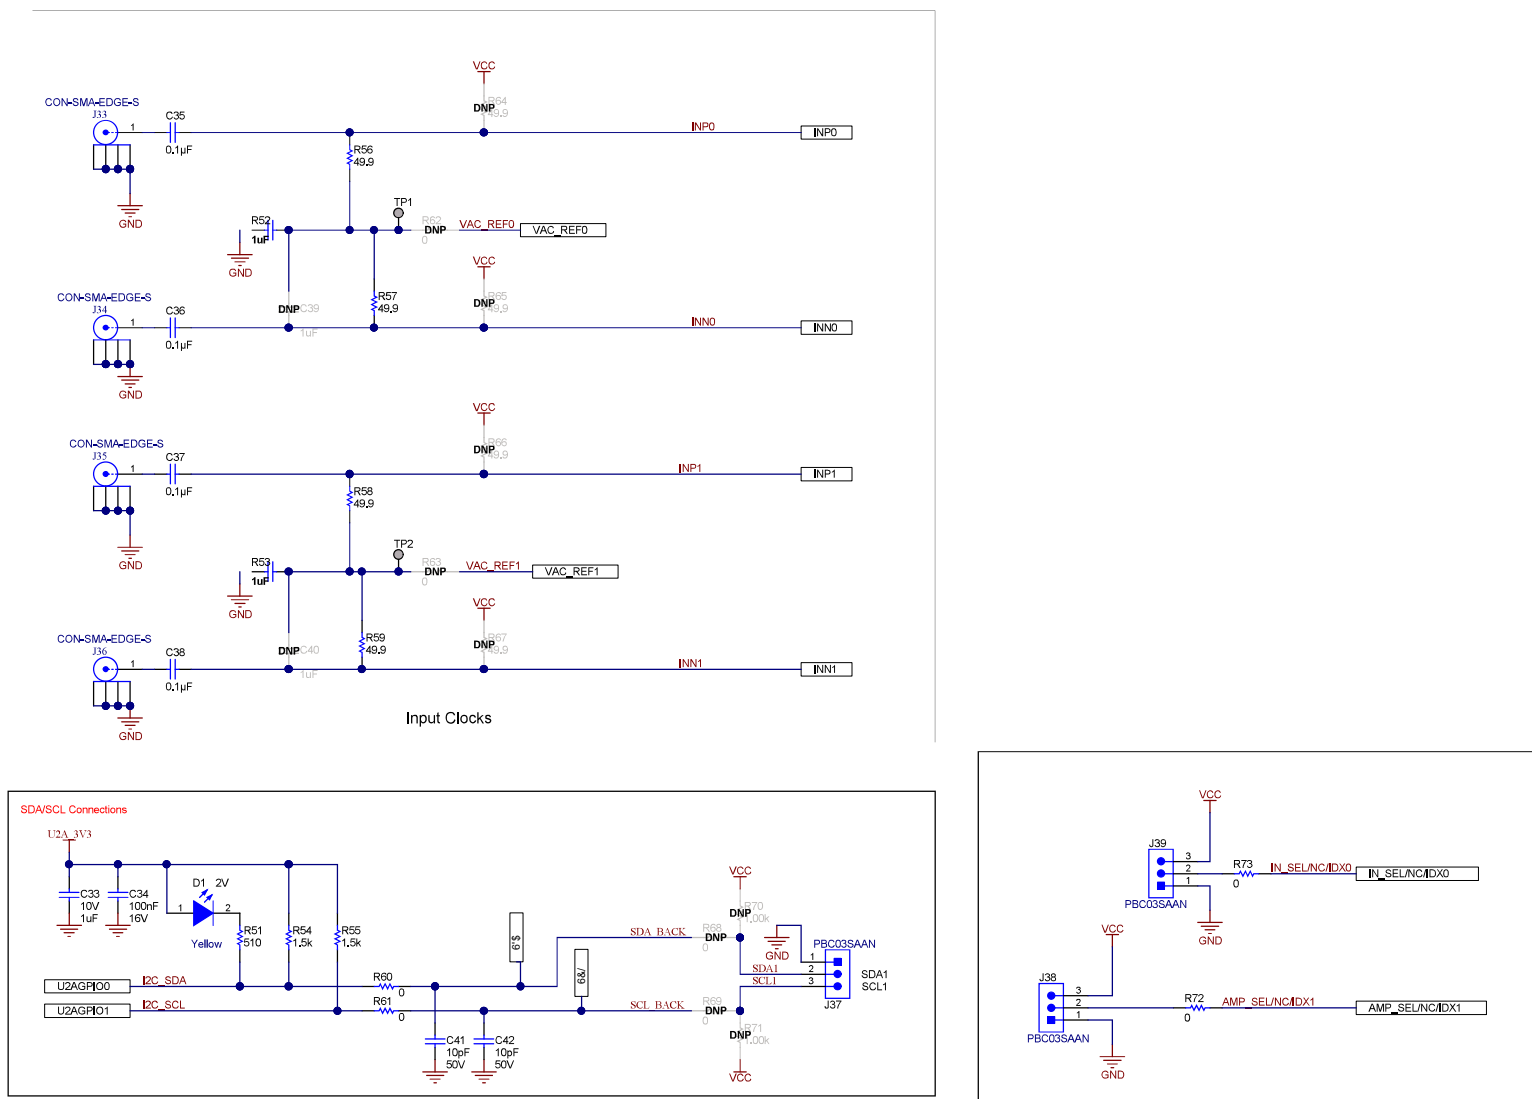 VCC
CON-SMA-EDGE-S
J33
1
C35
0.1µF
GND
R64
DNP
49.9
INP0
INP0
R56
49.9
TP1
R52
1uF
GND
R62
DNP
0
VAC_REF0
VAC_REF0
VCC
CON-SMA-EDGE-S
J34
1
C36
0.1µF
GND
DNP
C39
1uF
R57
49.9
R65
DNP
49.9
INN0
INN0
VCC
CON-SMA-EDGE-S
J35
1
C37
0.1µF
GND
R66
DNP
49.9
INP1
INP1
R58
49.9
TP2
R53
1uF
GND
R63
DNP
0
VAC_REF1
VAC_REF1
VCC
CON-SMA-EDGE-S
J36
1
C38
0.1µF
GND
DNP
C40
1uF
R59
49.9
R67
DNP
49.9
INN1
INN1
Input Clocks
SDA/SCL Connections
U2A_3V3
C33
10V
1uF
C34
100nF
16V
D1 2V
1
2
Yellow
R51
510
R54
1.5k
R55
1.5k
U2AGPIO0
I2C_SDA
U2AGPIO1
I2C_SCL
R60
0
R61
0
C41
10pF
50V
C42
10pF
50V
6'$
6&/
SDA_BACK
SCL_BACK
VCC
R70
DNP
1.00k
R68
DNP
0
R69
DNP
0
R71
DNP
1.00k
VCC
GND
SDA1
SCL1
PBC03SAAN
1
2
3
SDA1
SCL1
J37
VCC
J39
3
2
1
PBC03SAAN
R73
0
IN_SEL/NC/IDX0
IN_SEL/NC/IDX0
GND
VCC
J38
3
2
1
PBC03SAAN
R72
0
AMP_SEL/NC/IDX1
AMP_SEL/NC/IDX1
GND